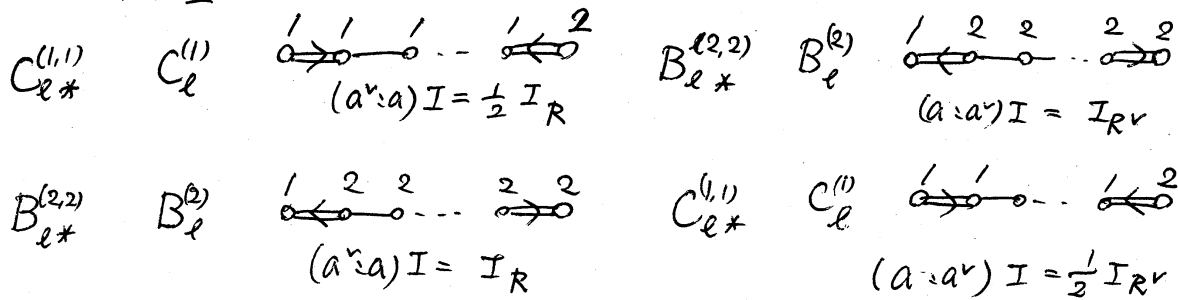 1 1 1 1 2
C_{ℓ*}^{(1,1)} C_ℓ^{(1)} ...
(a^∨:a) I = 1/2 I_R
1 2 2 2 2
B_{ℓ*}^{(2,2)} B_ℓ^{(2)} ...
(a:a^∨) I = I_{R^∨}
1 2 2 2 2
B_{ℓ*}^{(2,2)} B_ℓ^{(2)} ...
(a^∨:a) I = I_R
1 1 1 2
C_{ℓ*}^{(1,1)} C_ℓ^{(1)} ...
(a:a^∨) I = 1/2 I_{R^∨}